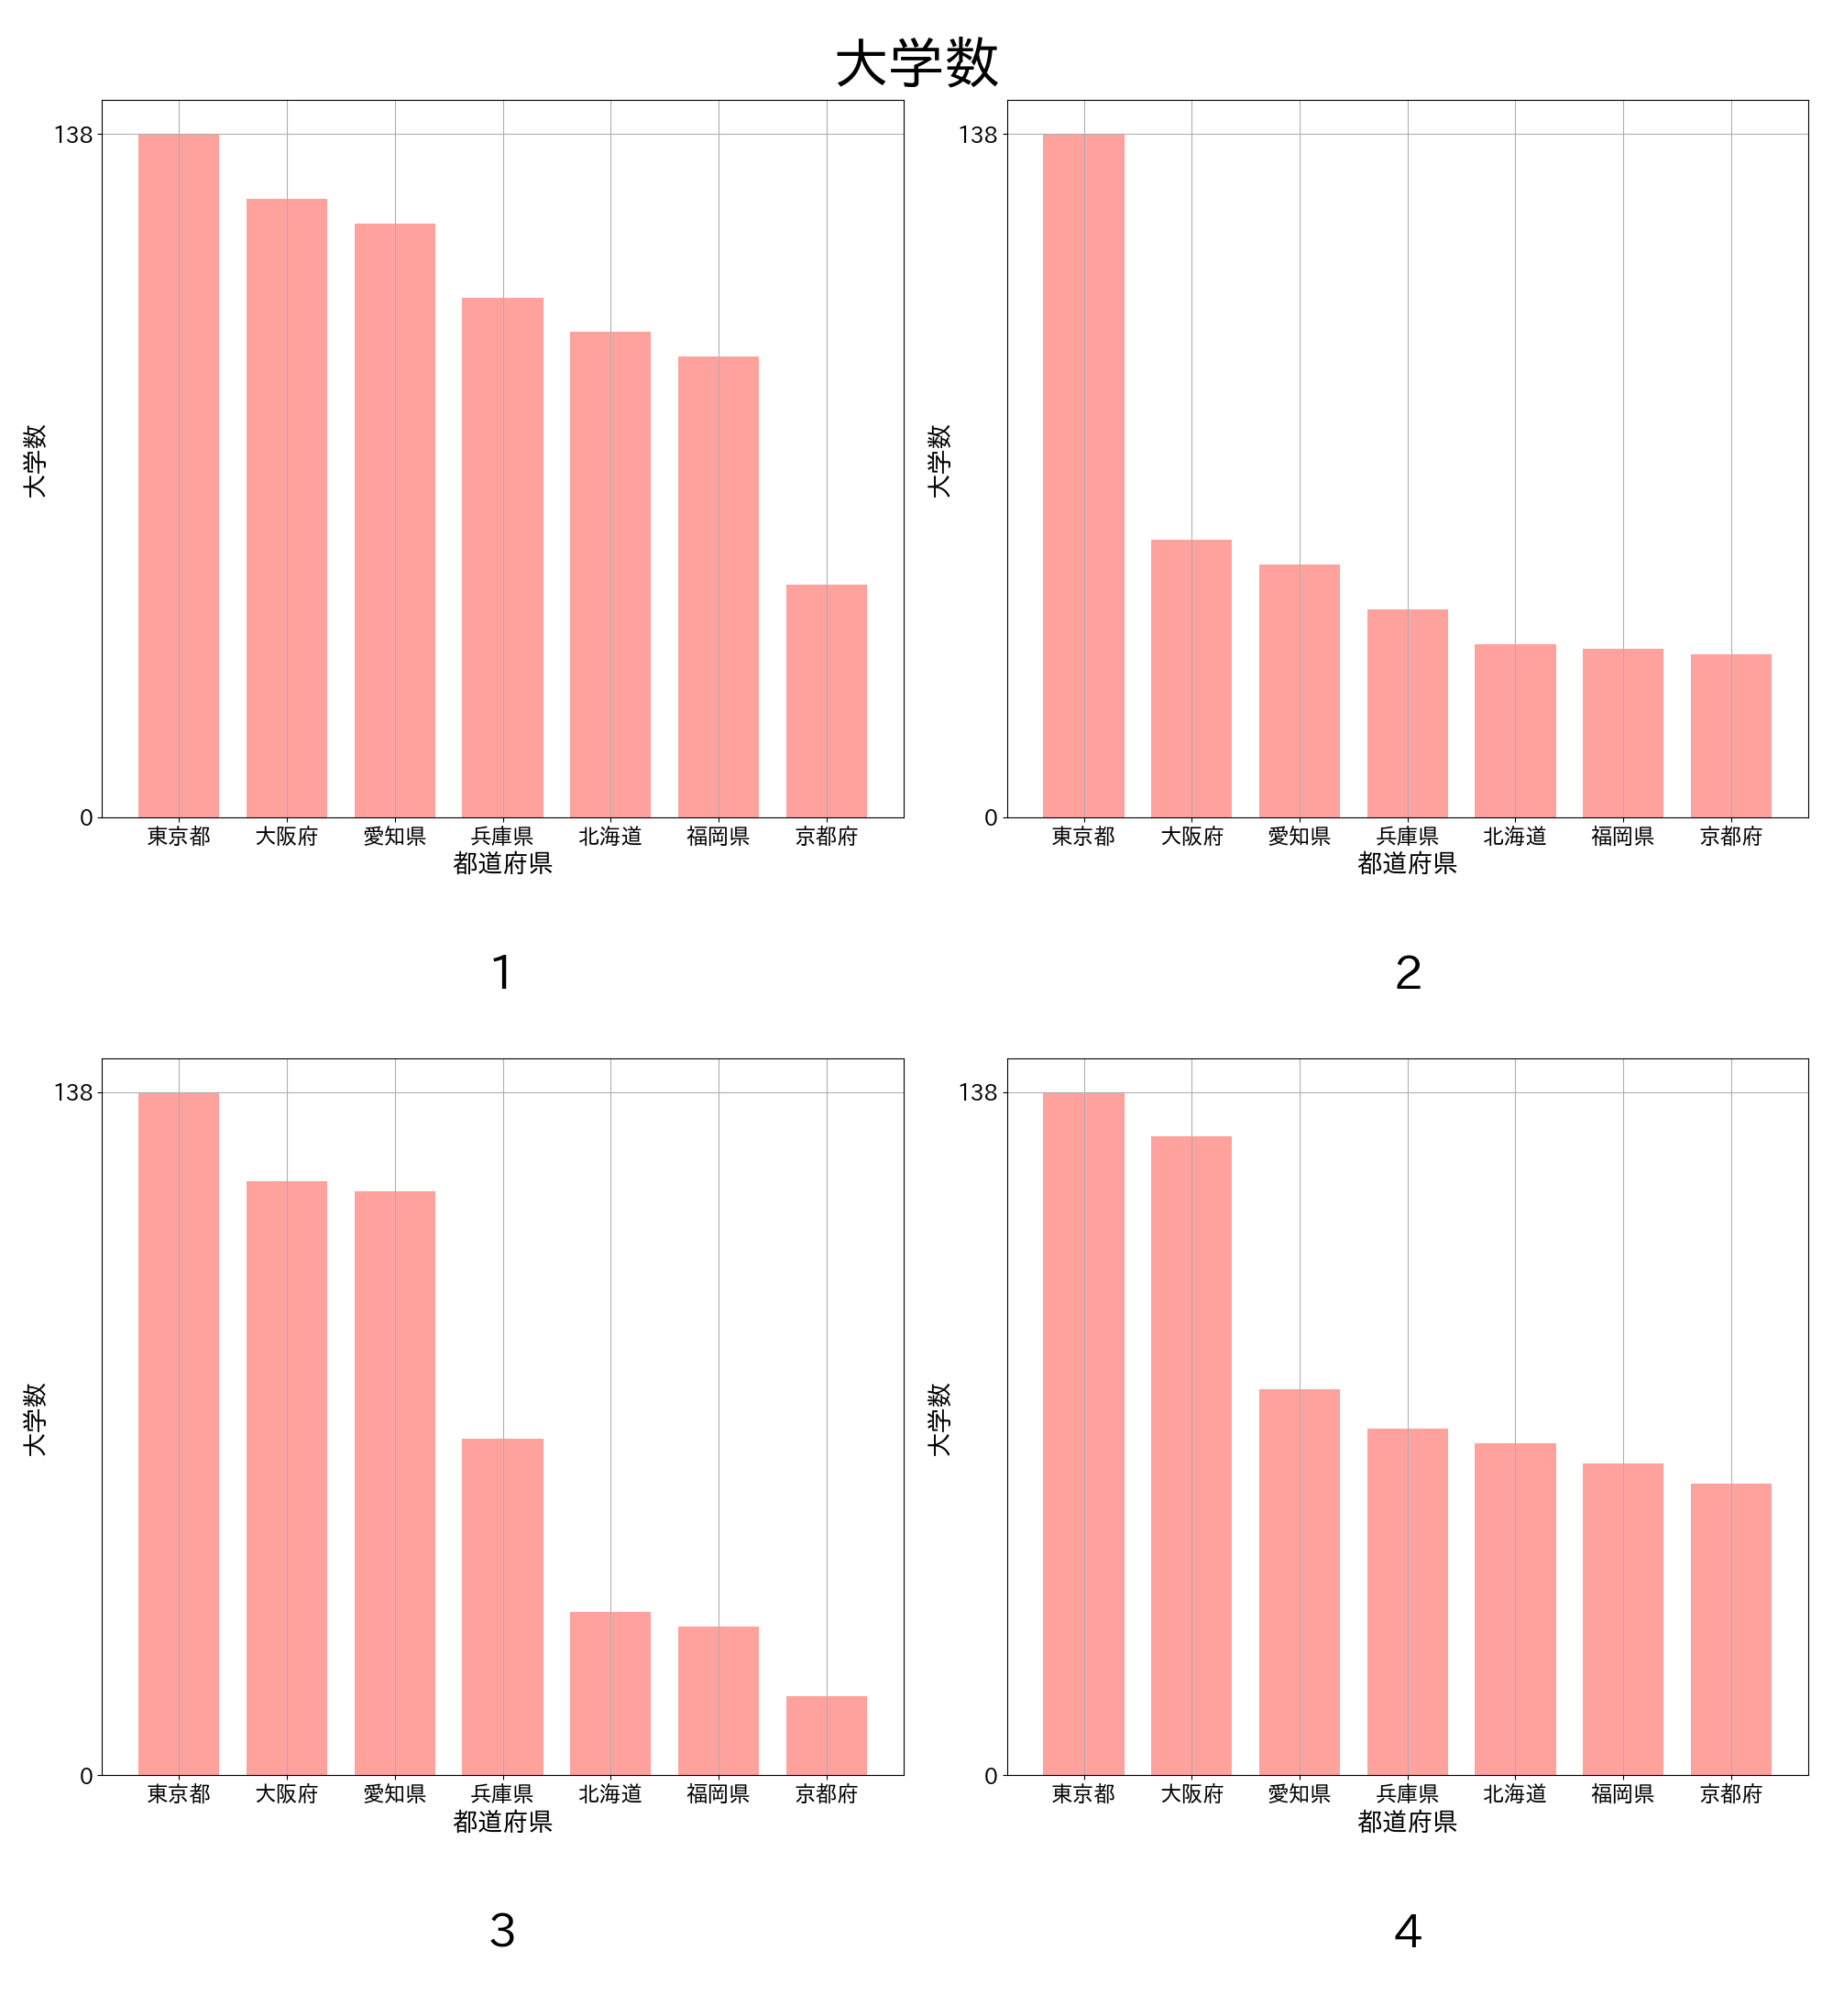 大学数
138
0
大学数
東京都 大阪府 愛知県 兵庫県 北海道 福岡県 京都府
都道府県
1
138
0
大学数
東京都 大阪府 愛知県 兵庫県 北海道 福岡県 京都府
都道府県
2
138
0
大学数
東京都 大阪府 愛知県 兵庫県 北海道 福岡県 京都府
都道府県
3
138
0
大学数
東京都 大阪府 愛知県 兵庫県 北海道 福岡県 京都府
都道府県
4